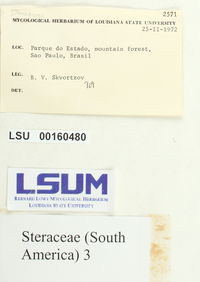 2571
MYCOLOGICAL HERBARIUM OF LOUISIANA STATE UNIVERSITY
25-II-1972
LOC. Parque do Estado, mountain forest,
Sao Paulo, Brasil
LEG. B. V. Skvortzov
DET.
LSU 00160480
LSUM
BERNARD LOWY MYCOLOGICAL HERBARIUM
LOUISIANA STATE UNIVERSITY
Steraceae (South
America) 3